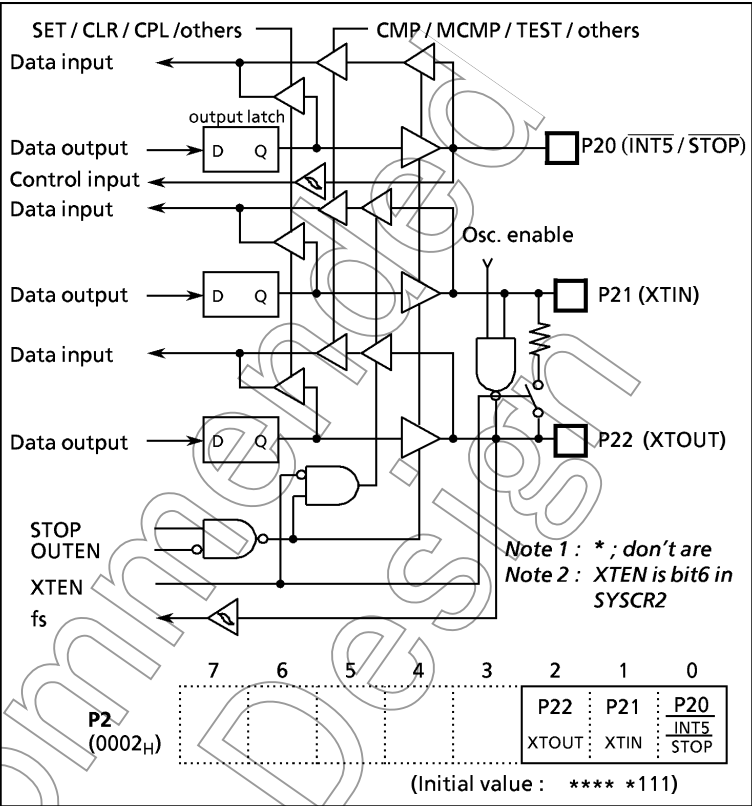 SET / CLR / CPL /others
CMP / MCMP / TEST / others
Data input
output latch
Data output
D Q
P20 (INT5 / STOP)
Control input
Data input
Osc. enable
Data output
D Q
P21 (XTIN)
Data input
Data output
D Q
P22 (XTOUT)
STOP
OUTEN
XTEN
fs
Note 1 : * ; don't are
Note 2 : XTEN is bit6 in
SYSCR2
7 6 5 4 3 2 1 0
P2
(0002H)
P22 P21 P20
XTOUT XTIN INT5
STOP
(Initial value : **** *111)
ommended
Design